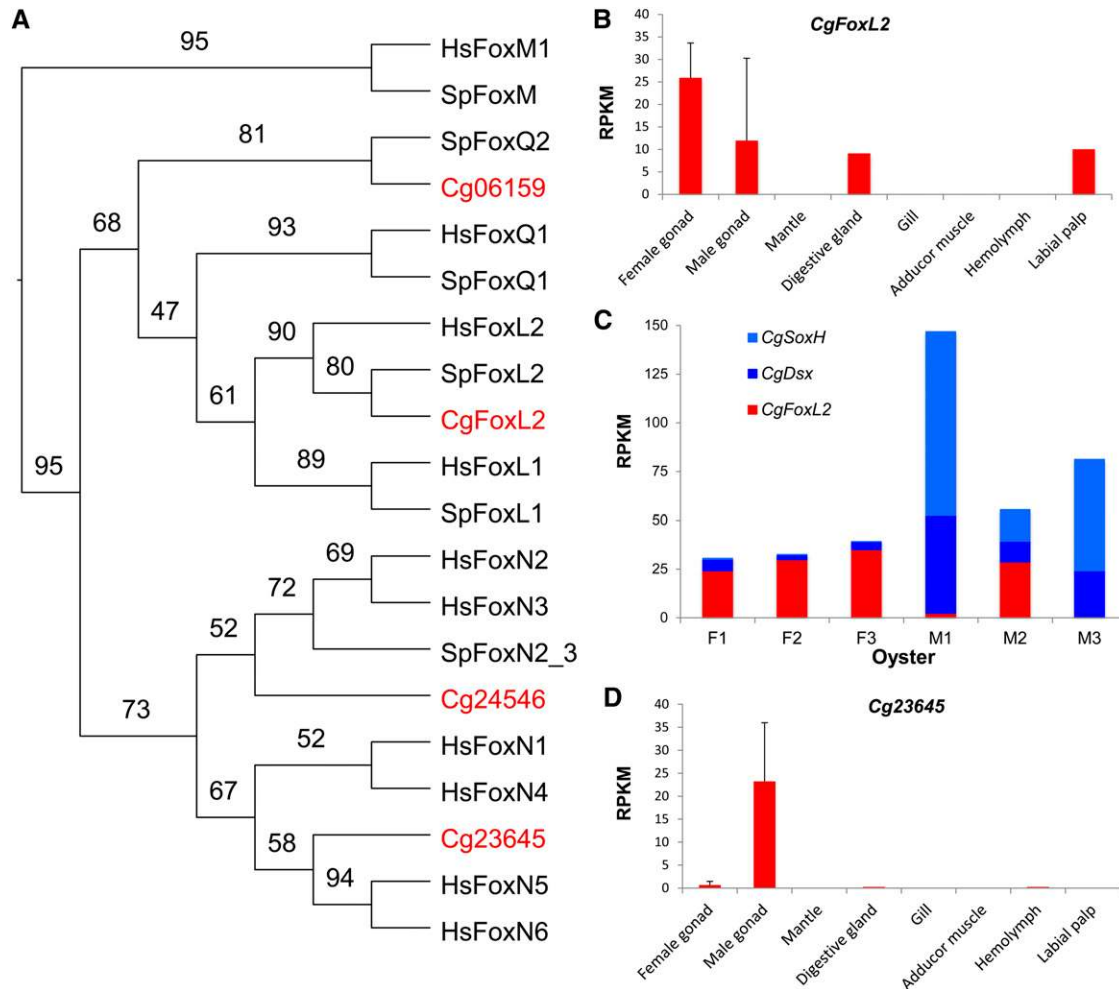 A
95
HsFoxM1
SpFoxM
81
SpFoxQ2
Cg06159
68
93
HsFoxQ1
SpFoxQ1
47
90
HsFoxL2
80
SpFoxL2
CgFoxL2
61
89
HsFoxL1
SpFoxL1
95
69
HsFoxN2
HsFoxN3
72
SpFoxN2_3
52
Cg24546
73
52
HsFoxN1
HsFoxN4
67
58
Cg23645
94
HsFoxN5
HsFoxN6
B
CgFoxL2
RPKM
40
35
30
25
20
15
10
5
0
Female gonad
Male gonad
Mantle
Digestive gland
Gill
Adducor muscle
Hemolymph
Labial palp
C
RPKM
150
125
100
75
50
25
0
CgSoxH
CgDsx
CgFoxL2
F1 F2 F3 M1 M2 M3
Oyster
D
Cg23645
RPKM
40
35
30
25
20
15
10
5
0
Female gonad
Male gonad
Mantle
Digestive gland
Gill
Adducor muscle
Hemolymph
Labial palp